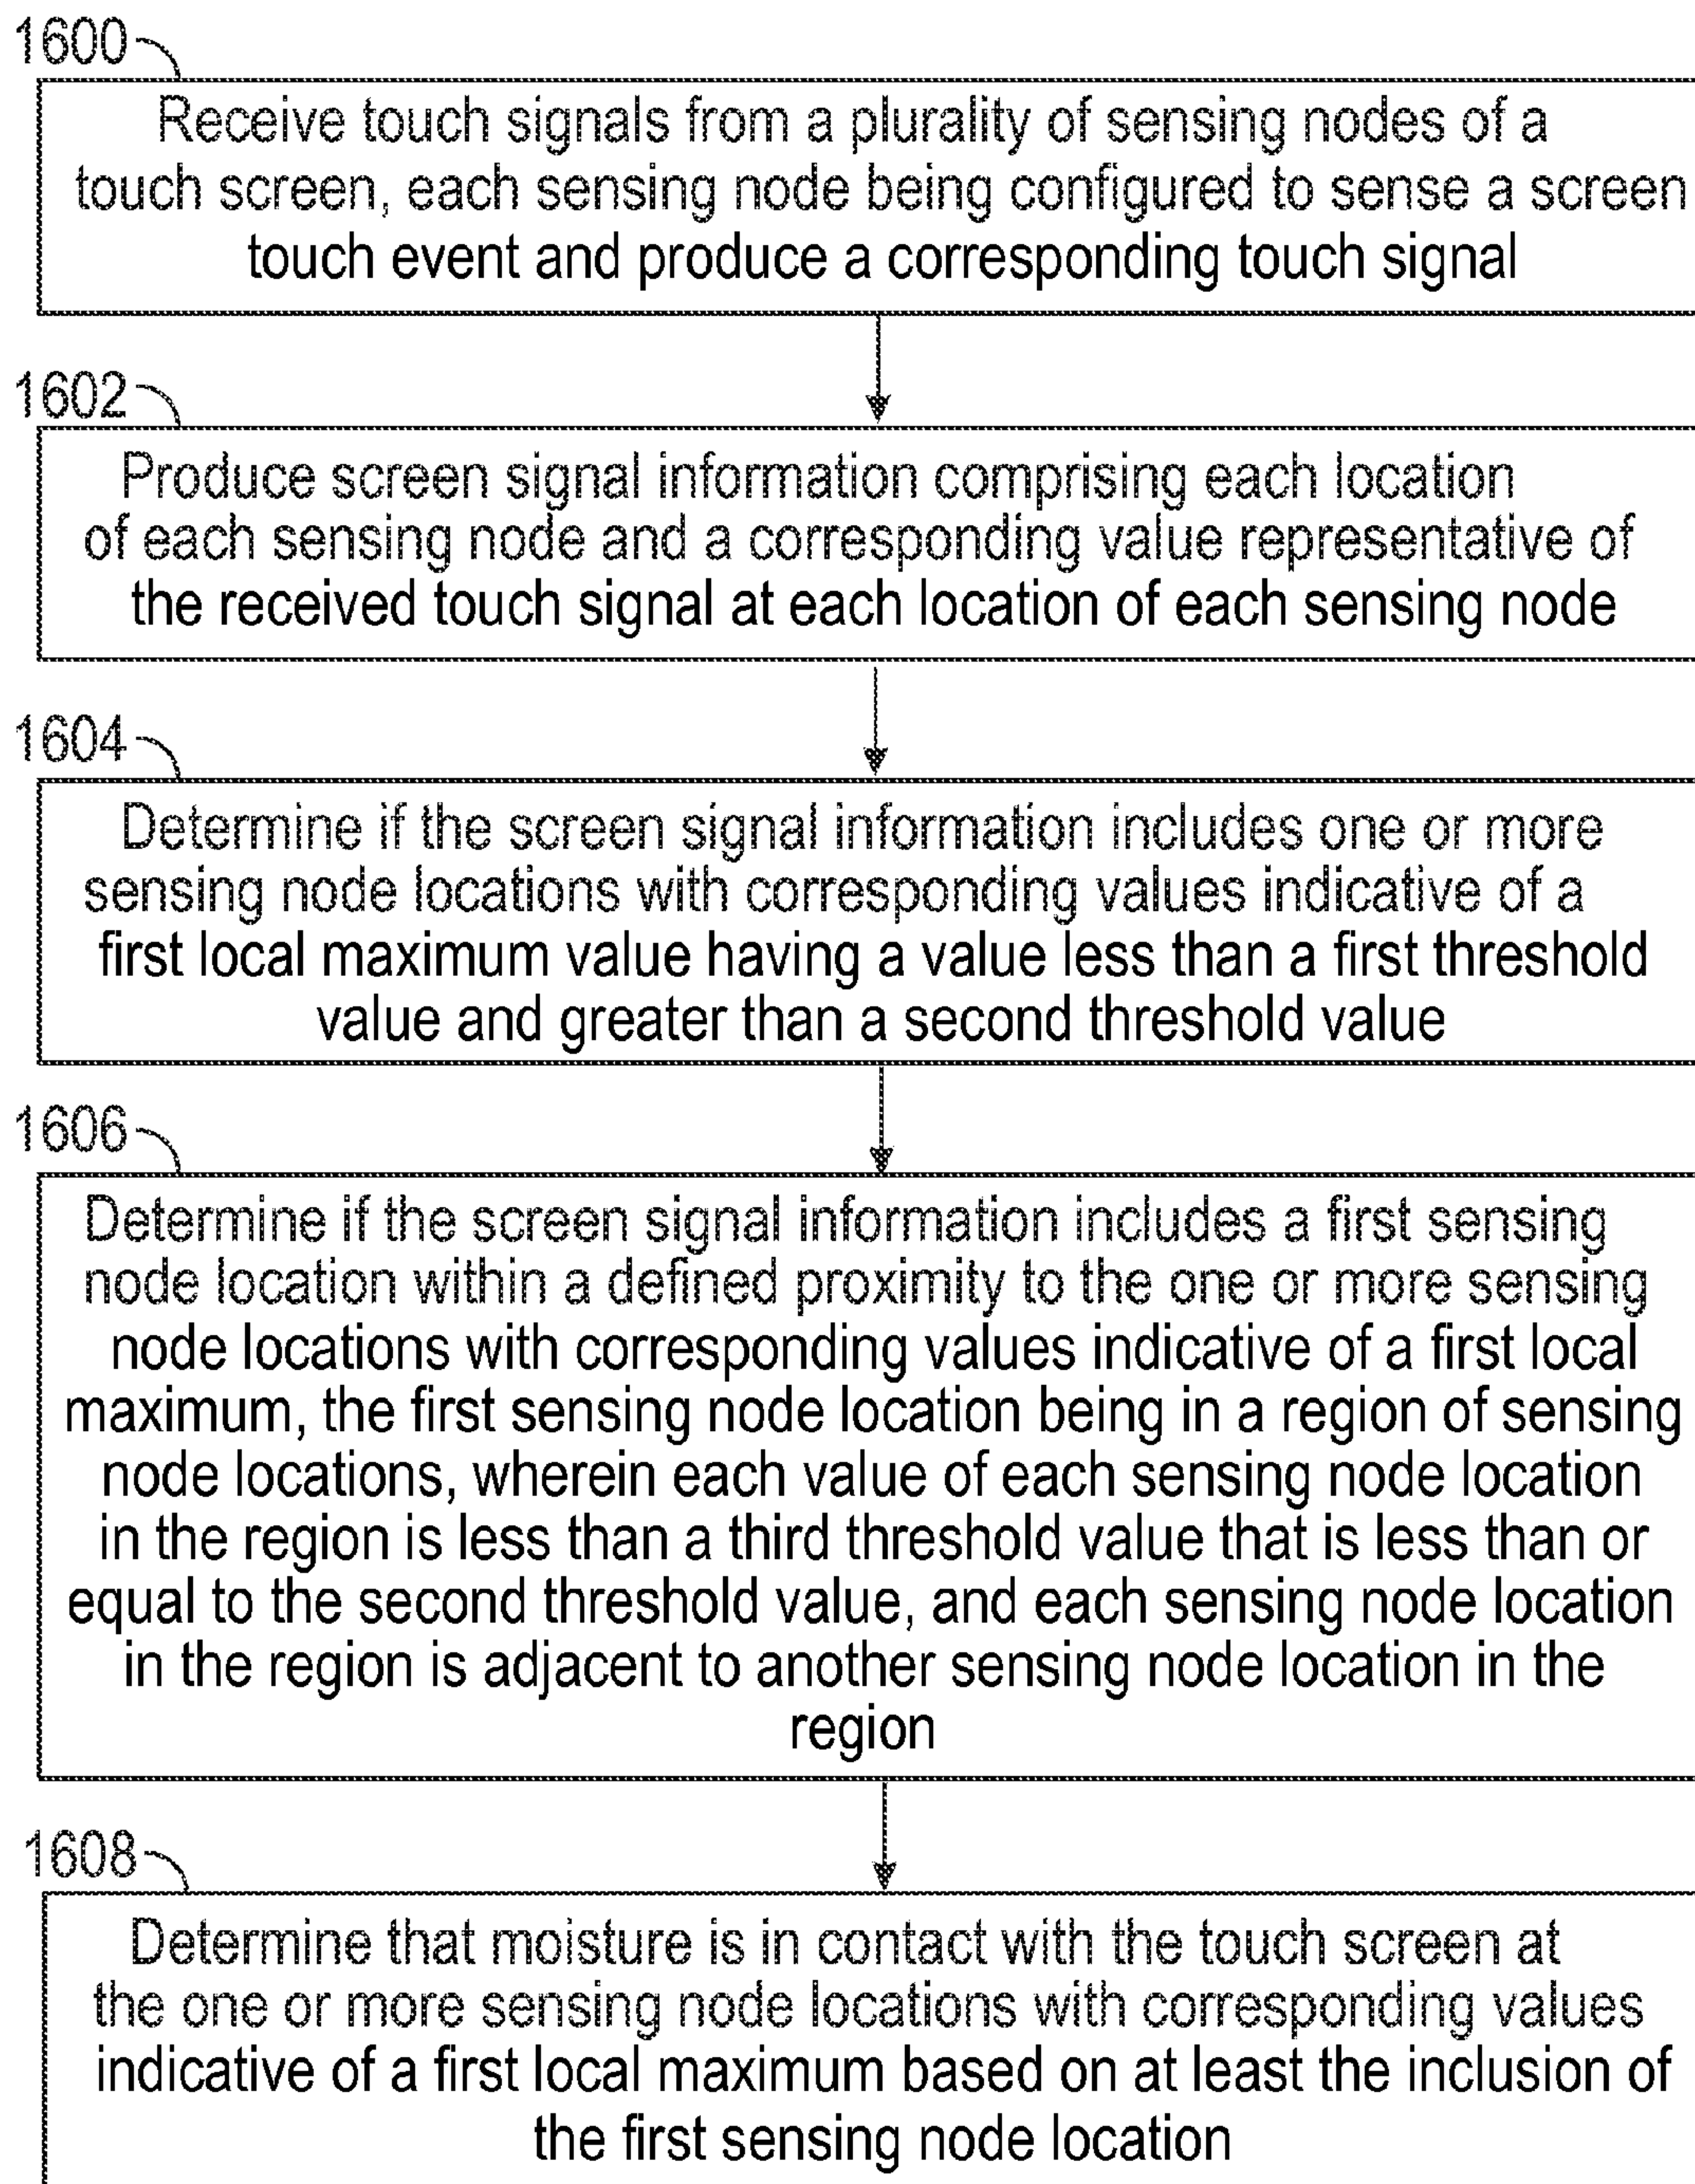 1600
Receive touch signals from a plurality of sensing nodes of a
touch screen, each sensing node being configured to sense a screen
touch event and produce a corresponding touch signal
1602
Produce screen signal information comprising each location
of each sensing node and a corresponding value representative of
the received touch signal at each location of each sensing node
1604
Determine if the screen signal information includes one or more
sensing node locations with corresponding values indicative of a
first local maximum value having a value less than a first threshold
value and greater than a second threshold value
1606
Determine if the screen signal information includes a first sensing
node location within a defined proximity to the one or more sensing
node locations with corresponding values indicative of a first local
maximum, the first sensing node location being in a region of sensing
node locations, wherein each value of each sensing node location
in the region is less than a third threshold value that is less than or
equal to the second threshold value, and each sensing node location
in the region is adjacent to another sensing node location in the
region
1608
Determine that moisture is in contact with the touch screen at
the one or more sensing node locations with corresponding values
indicative of a first local maximum based on at least the inclusion of
the first sensing node location